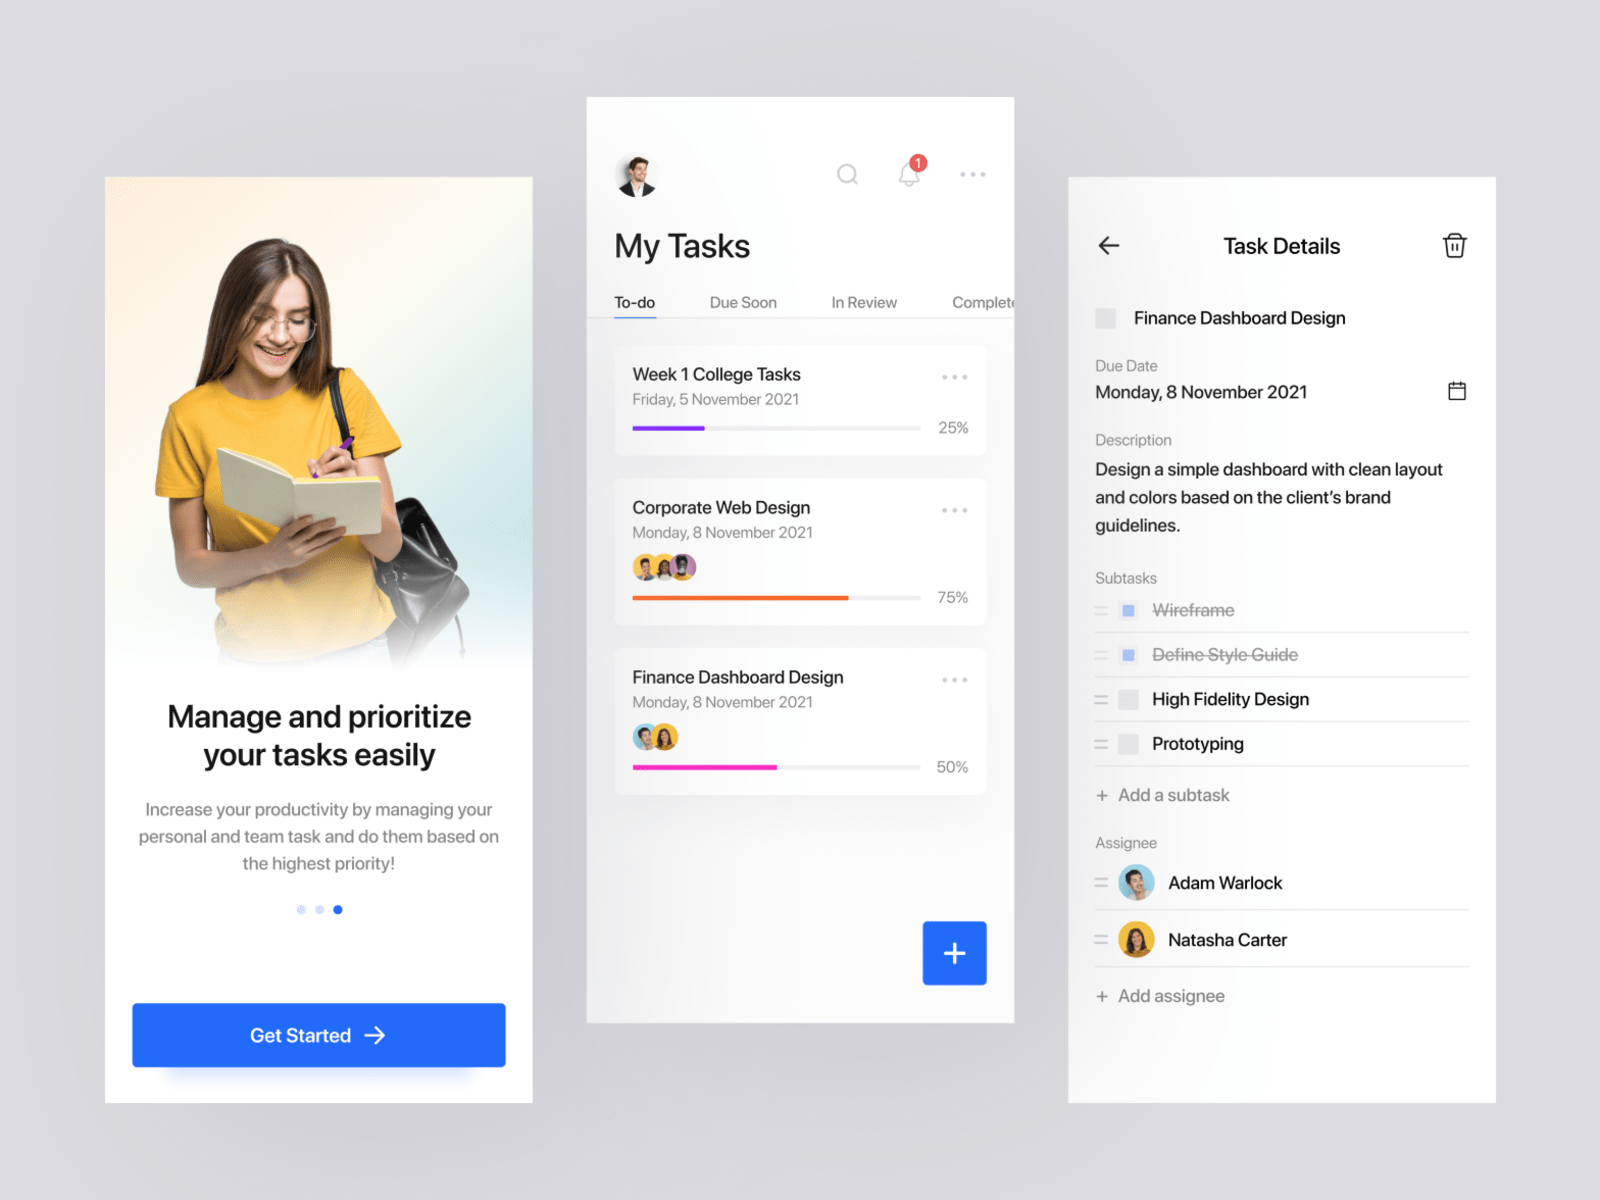 Manage and prioritize
your tasks easily
Increase your productivity by managing your
personal and team task and do them based on
the highest priority!
Get Started
1
My Tasks
To-do
Due Soon
In Review
Complete
Week 1 College Tasks
Friday, 5 November 2021
25%
Corporate Web Design
Monday, 8 November 2021
75%
Finance Dashboard Design
Monday, 8 November 2021
50%
Task Details
Finance Dashboard Design
Due Date
Monday, 8 November 2021
Description
Design a simple dashboard with clean layout
and colors based on the client’s brand
guidelines.
Subtasks
Wireframe
Define Style Guide
High Fidelity Design
Prototyping
+ Add a subtask
Assignee
Adam Warlock
Natasha Carter
+ Add assignee